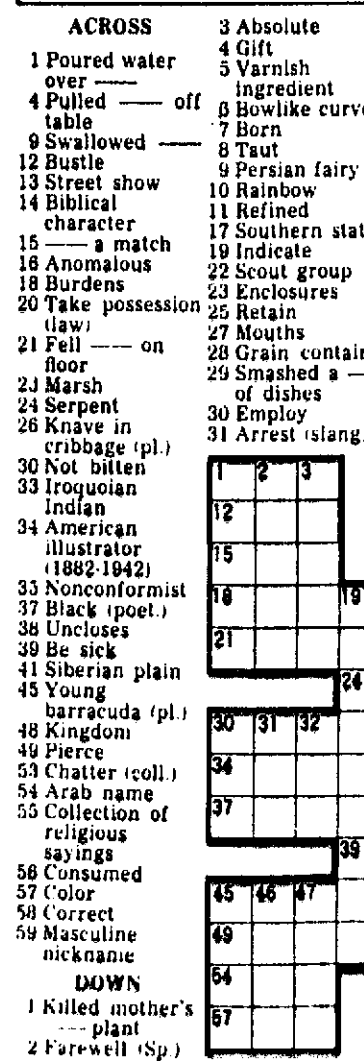 ACROSS
1 Poured water
over ——
4 Pulled —— off
table
9 Swallowed ——
12 Bustle
13 Street show
14 Biblical
character
15 —— a match
16 Anomalous
18 Burdens
20 Take possession
(law)
21 Fell —— on
floor
23 Marsh
24 Serpent
26 Knave in
cribbage (pl.)
30 Not bitten
33 Iroquoian
Indian
34 American
illustrator
(1882-1942)
35 Nonconformist
37 Black (poet.)
38 Uncloses
39 Be sick
41 Siberian plain
45 Young
barracuda (pl.)
48 Kingdom
49 Pierce
53 Chatter (coll.)
54 Arab name
55 Collection of
religious
sayings
56 Consumed
57 Color
58 Correct
59 Masculine
nickname
DOWN
1 Killed mother's
--- plant
2 Farewell (Sp.)
3 Absolute
4 Gift
5 Varnish
ingredient
6 Bowlike curve
7 Born
8 Taut
9 Persian fairy
10 Rainbow
11 Refined
17 Southern stat
19 Indicate
22 Scout group
23 Enclosures
25 Retain
27 Mouths
28 Grain contain
29 Smashed a —
of dishes
30 Employ
31 Arrest (slang
1 2 3
12
15
18 19
21
24
30 31 32
34
37
39
45 46 47
49
54
57